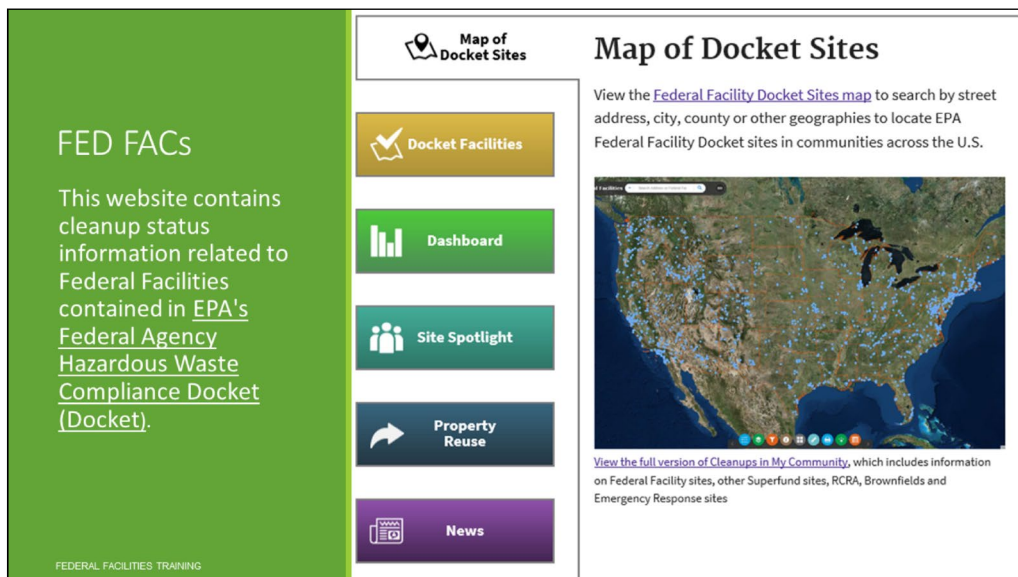 FED FACs
This website contains
cleanup status
information related to
Federal Facilities
contained in EPA's
Federal Agency
Hazardous Waste
Compliance Docket
(Docket).
FEDERAL FACILITIES TRAINING
Map of
Docket Sites
Docket Facilities
Dashboard
Site Spotlight
Property
Reuse
News
Map of Docket Sites
View the Federal Facility Docket Sites map to search by street
address, city, county or other geographies to locate EPA
Federal Facility Docket sites in communities across the U.S.
d Facilities
View the full version of Cleanups in My Community, which includes information
on Federal Facility sites, other Superfund sites, RCRA, Brownfields and
Emergency Response sites